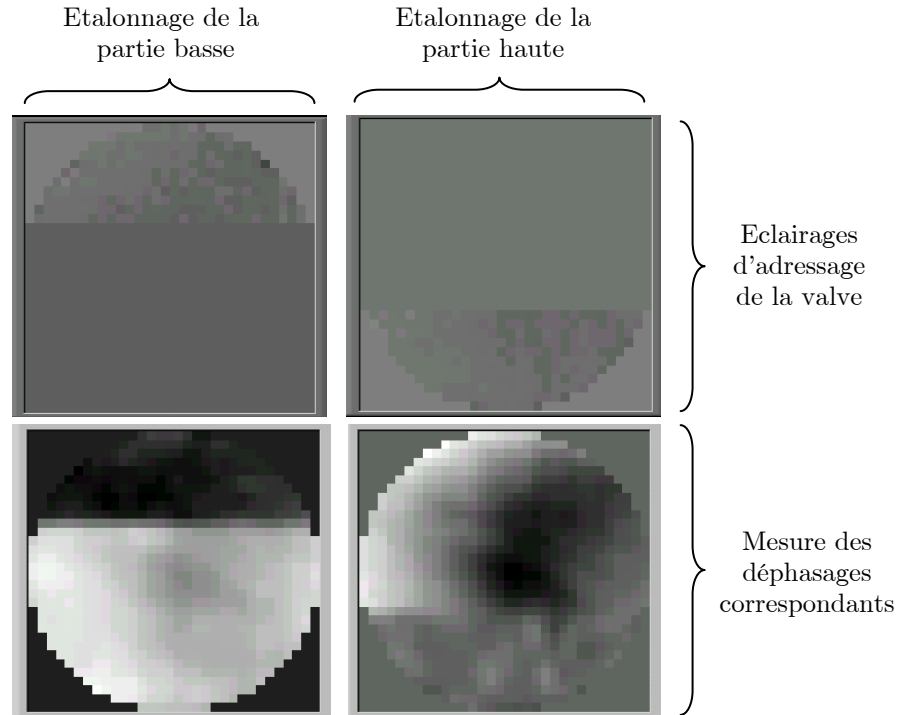 Etalonnage de la
partie basse
Etalonnage de la
partie haute
Eclairages
d'adressage
de la valve
Mesure des
déphasages
correspondants